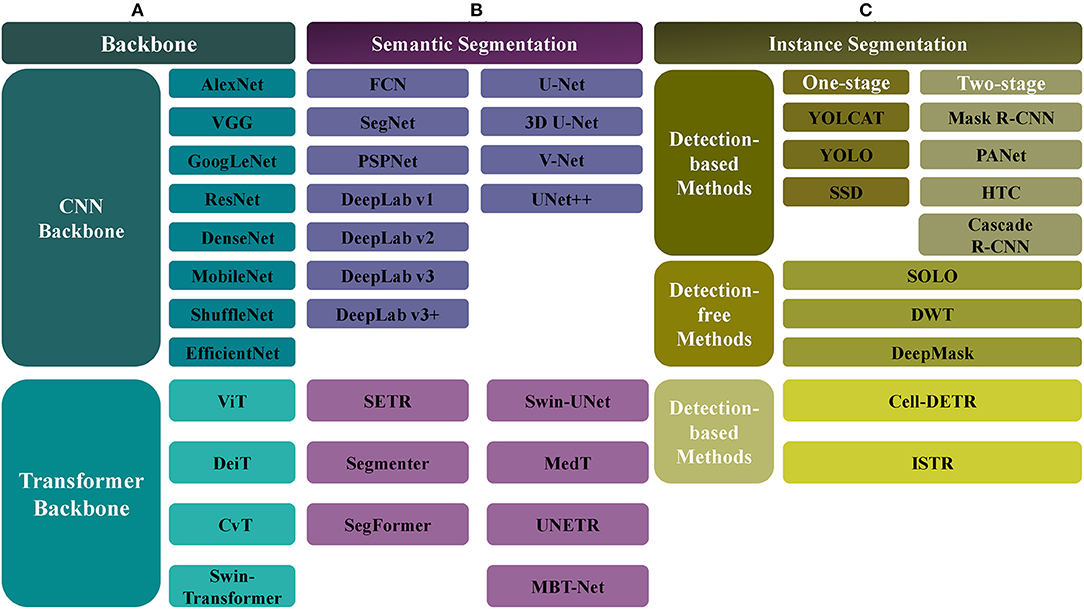 A
B
C
Backbone
Semantic Segmentation
Instance Segmentation
CNN
Backbone
AlexNet
VGG
GoogLeNet
ResNet
DenseNet
MobileNet
ShuffleNet
EfficientNet
FCN
SegNet
PSPNet
DeepLab v1
DeepLab v2
DeepLab v3
DeepLab v3+
U-Net
3D U-Net
V-Net
UNet++
Detection-
based
Methods
One-stage
YOLCAT
YOLO
SSD
Two-stage
Mask R-CNN
PANet
HTC
Cascade
R-CNN
Detection-
free
Methods
SOLO
DWT
DeepMask
Transformer
Backbone
ViT
DeiT
CvT
Swin-
Transformer
SETR
Segmenter
SegFormer
Swin-UNet
MedT
UNETR
MBT-Net
Detection-
based
Methods
Cell-DETR
ISTR